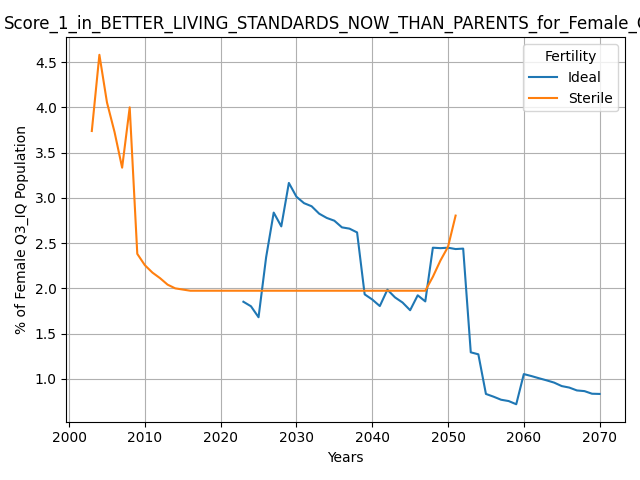 Score_1_in_BETTER_LIVING_STANDARDS_NOW_THAN_PARENTS_for_Female_
Fertility
Ideal
Sterile
% of Female Q3_IQ Population
4.5
4.0
3.5
3.0
2.5
2.0
1.5
1.0
2000 2010 2020 2030 2040 2050 2060 2070
Years